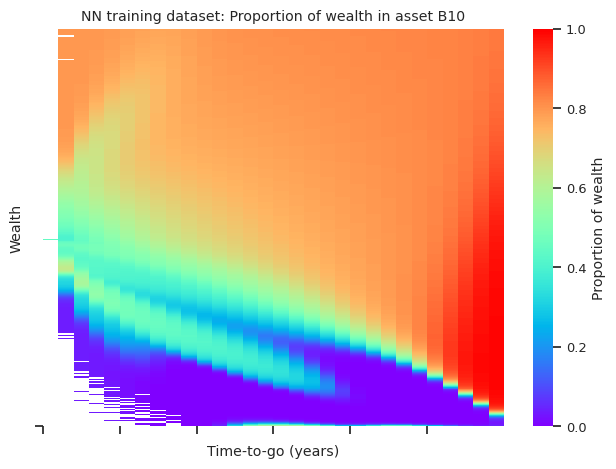 NN training dataset: Proportion of wealth in asset B10
Wealth
Time-to-go (years)
1.0
0.8
0.6
0.4
0.2
0.0
Proportion of wealth